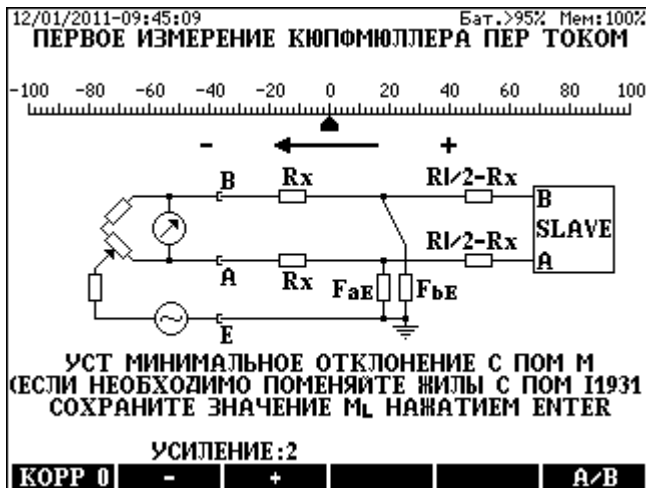 12/01/2011-09:45:09 Бат.>95% Мем:100%
ПЕРВОЕ ИЗМЕРЕНИЕ КЮПФМЮЛЛЕРА ПЕР ТОКОМ
-100 -80 -60 -40 -20 0 20 40 60 80 100
- +
B Rx Rl/2-Rx B
SLAVE
Rl/2-Rx
A Rx A
FaE FbE
E
УСТ МИНИМАЛЬНОЕ ОТКЛОНЕНИЕ С ПОМ М
(ЕСЛИ НЕОБХОДИМО ПОМЕНЯЙТЕ ЖИЛЫ С ПОМ I1931
СОХРАНИТЕ ЗНАЧЕНИЕ ML НАЖАТИЕМ ENTER
УСИЛЕНИЕ:2
КОРР 0 - + A/B